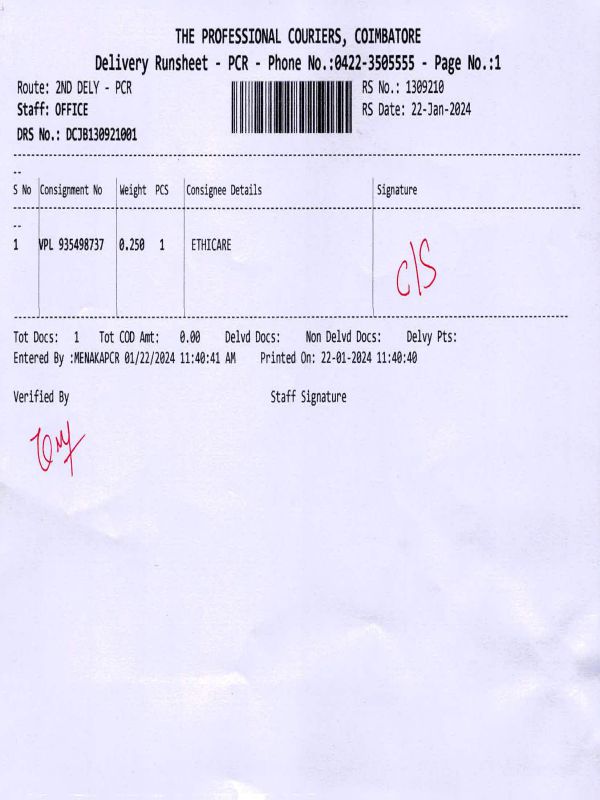 THE PROFESSIONAL COURIERS, COIMBATORE
Delivery Runsheet - PCR - Phone No.:0422-3505555 - Page No.:1
Route: 2ND DELY - PCR RS No.: 1309210
Staff: OFFICE RS Date: 22-Jan-2024
DRS No.: DCJB130921001
S No Consignment No Weight PCS Consignee Details Signature
1 VPL 935498737 0.250 1 ETHICARE
C/S
Tot Docs: 1 Tot COD Amt: 0.00 Delvd Docs: Non Delvd Docs: Delvy Pts:
Entered By :MENAKAPCR 01/22/2024 11:40:41 AM Printed On: 22-01-2024 11:40:40
Verified By Staff Signature